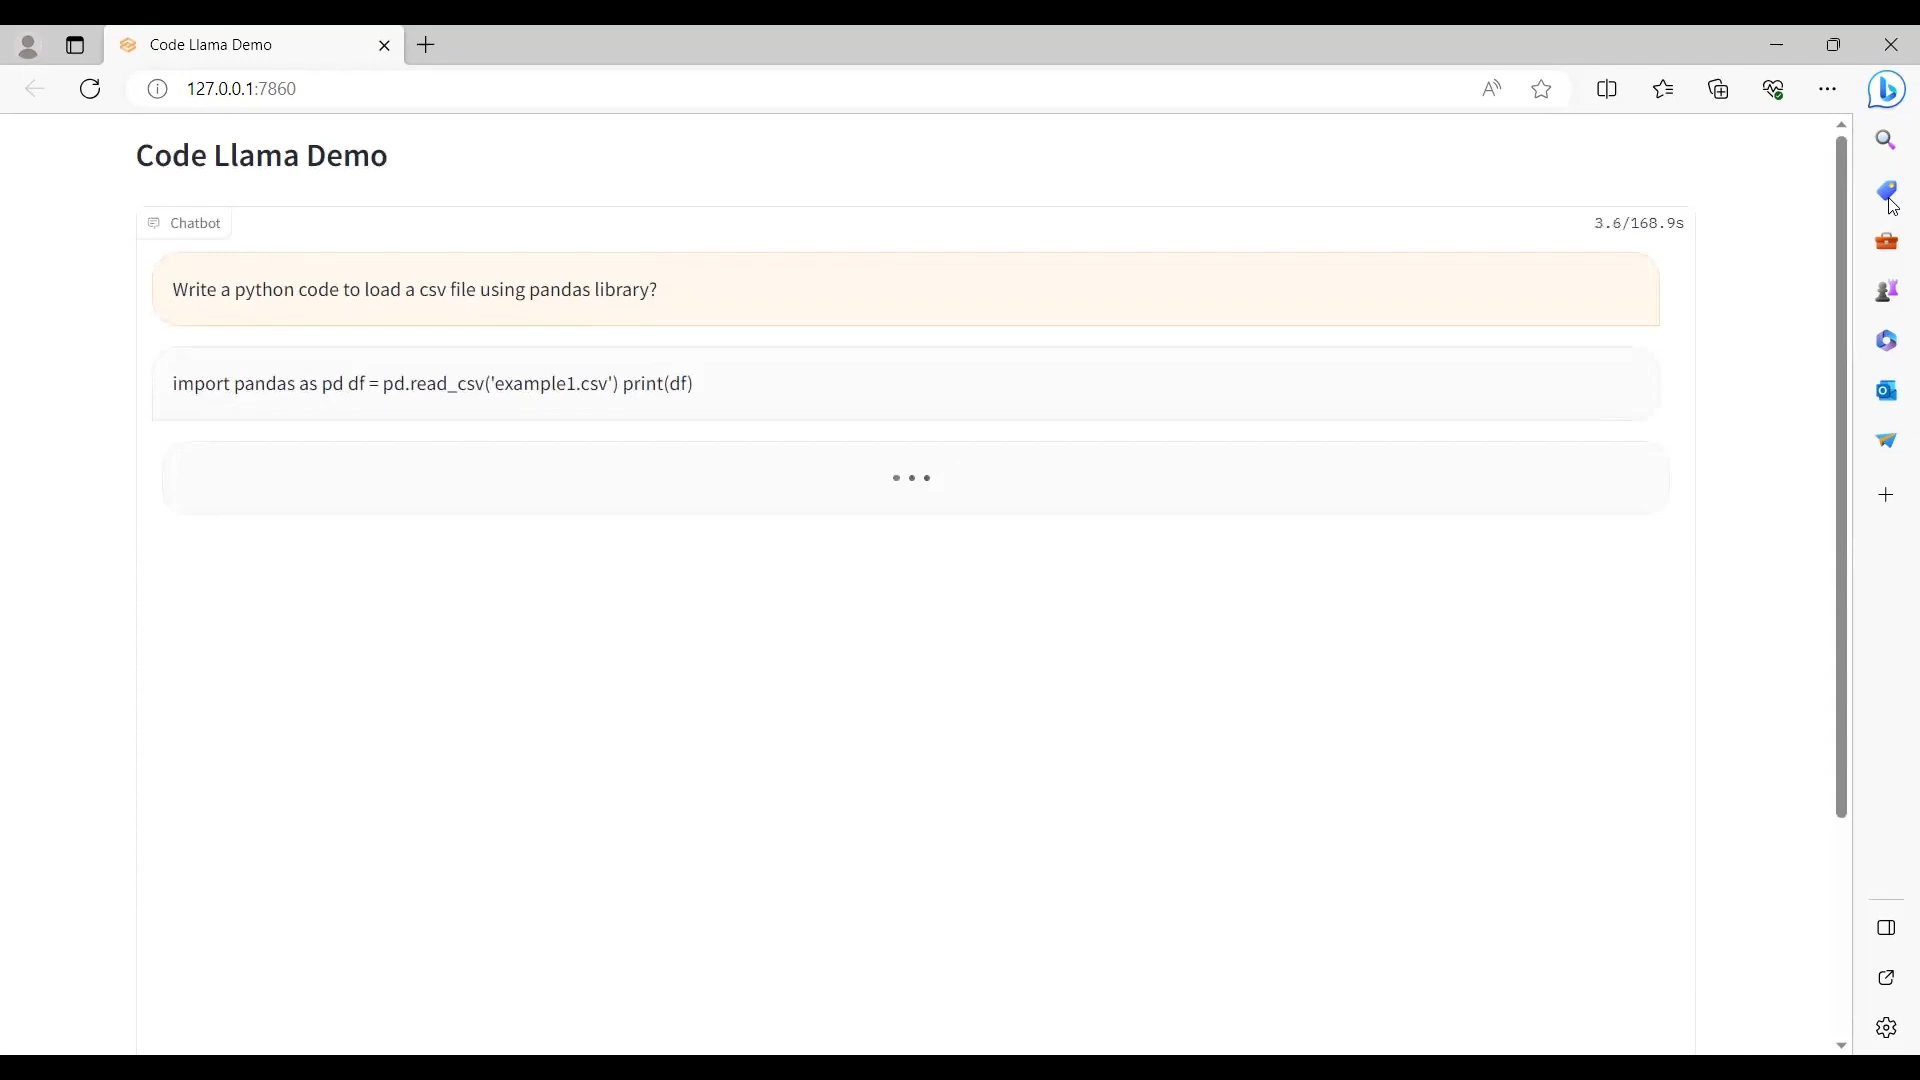 Code Llama Demo
127.0.0.1:7860
Code Llama Demo
Chatbot
3.6/168.9s
Write a python code to load a csv file using pandas library?
import pandas as pd df = pd.read_csv('example1.csv') print(df)